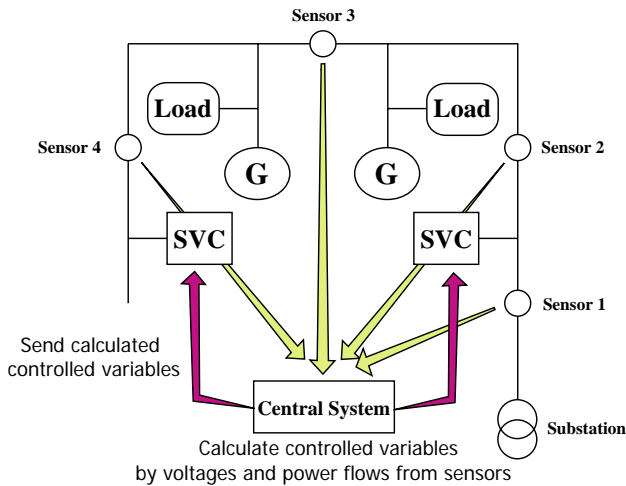 Sensor 3
Load
Load
Sensor 4
Sensor 2
G
G
SVC
SVC
Sensor 1
Send calculated
controlled variables
Central System
Substation
Calculate controlled variables
by voltages and power flows from sensors